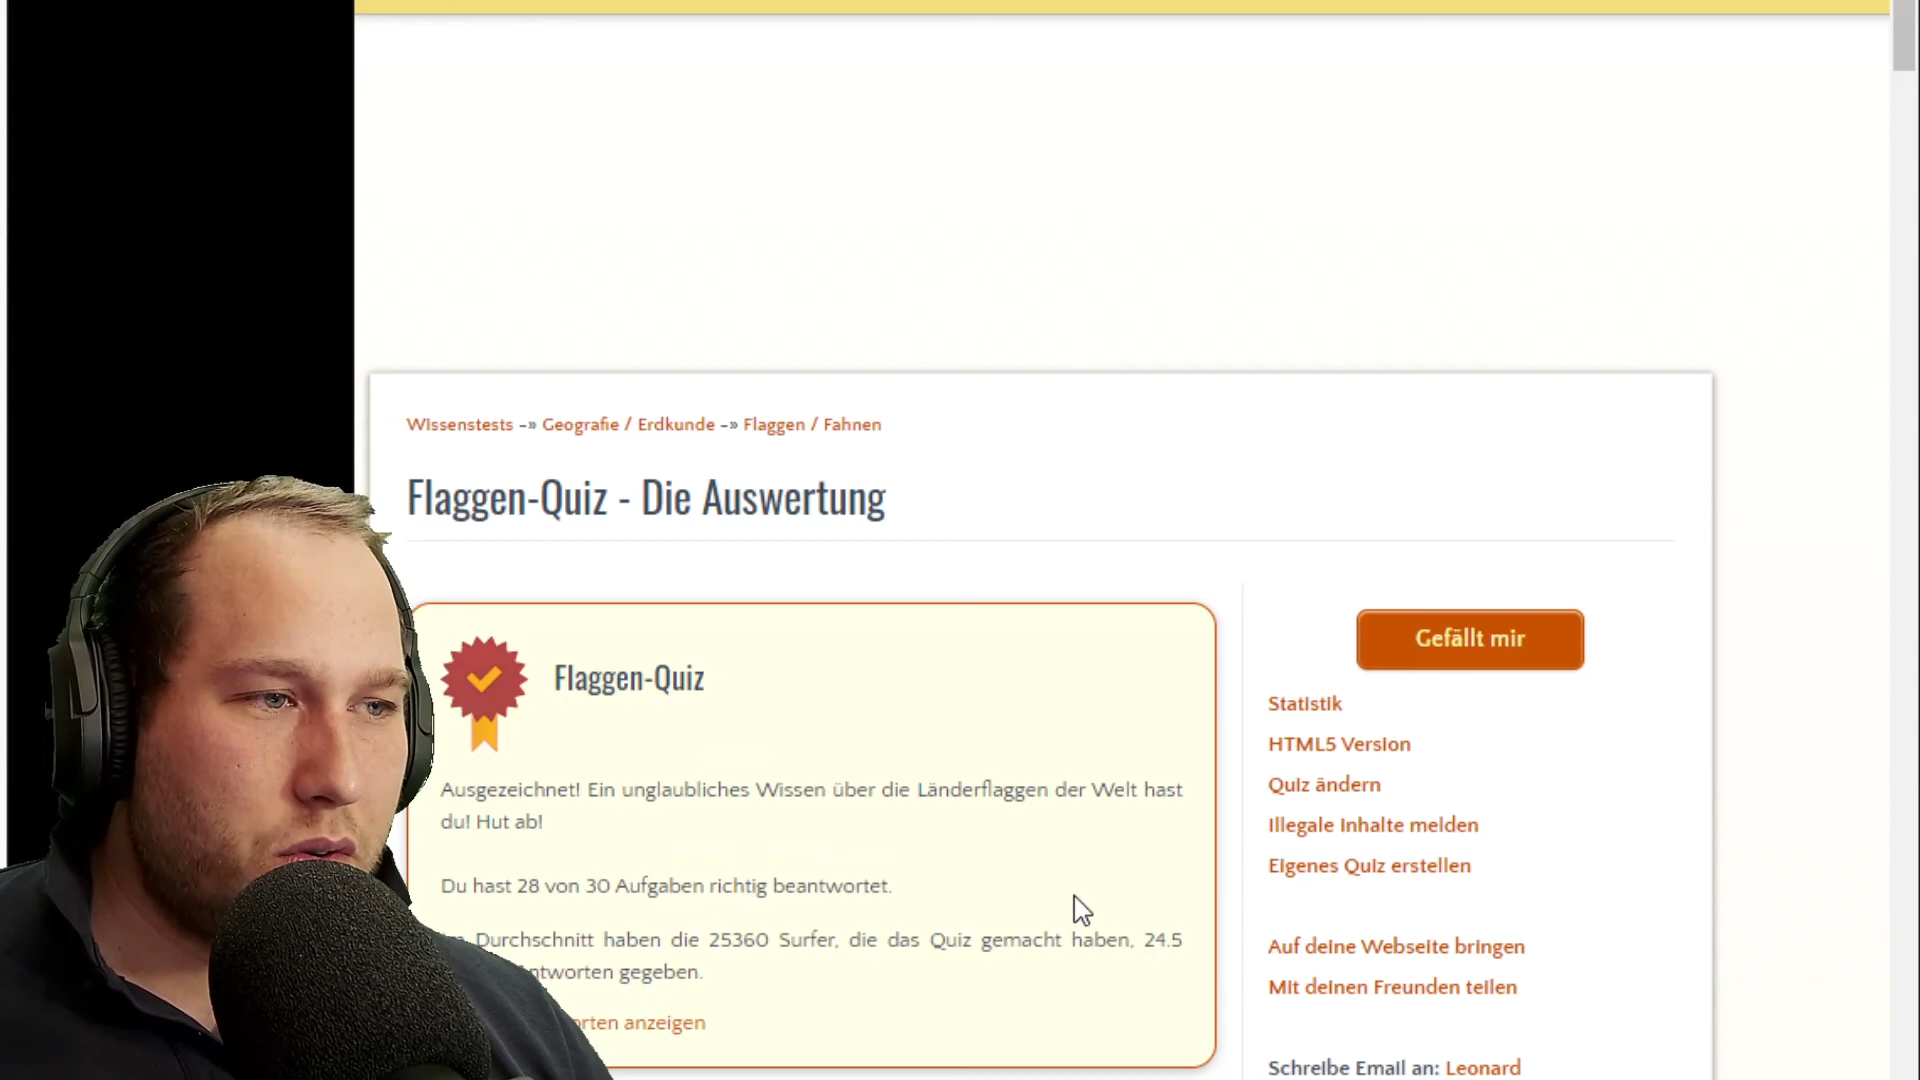 Wissenstests -» Geografie / Erdkunde -» Flaggen / Fahnen
Flaggen-Quiz - Die Auswertung
Flaggen-Quiz
Ausgezeichnet! Ein unglaubliches Wissen über die Länderflaggen der Welt hast
du! Hut ab!
Du hast 28 von 30 Aufgaben richtig beantwortet.
Durchschnitt haben die 25360 Surfer, die das Quiz gemacht haben, 24.5
gegeben.
anzeigen
Gefällt mir
Statistik
HTML5 Version
Quiz ändern
Illegale Inhalte melden
Eigenes Quiz erstellen
Auf deine Webseite bringen
Mit deinen Freunden teilen
Schreibe Email an: Leonard